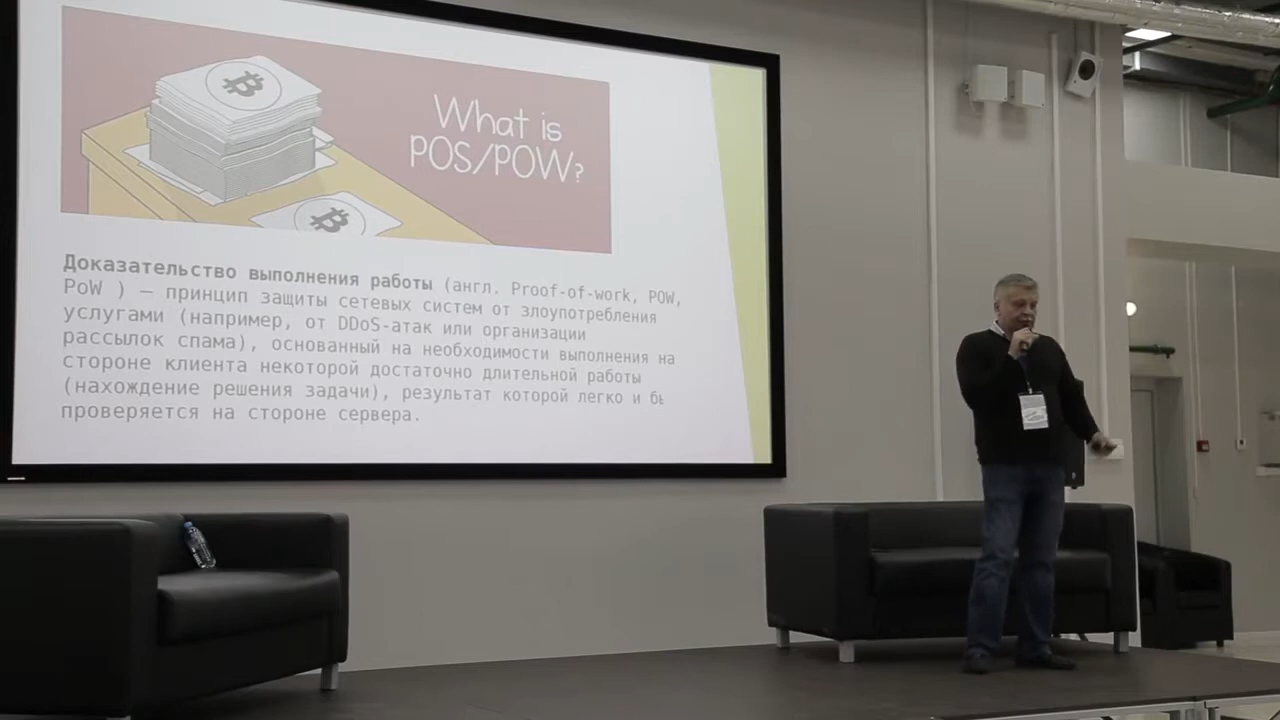 What is
POS/POW?
Доказательство выполнения работы (англ. Proof-of-work, POW,
PoW ) — принцип защиты сетевых систем от злоупотребления
услугами (например, от DDoS-атак или организации
рассылок спама), основанный на необходимости выполнения на
стороне клиента некоторой достаточно длительной работы
(нахождение решения задачи), результат которой легко и
проверяется на стороне сервера.